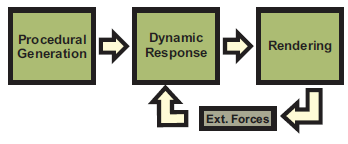 Procedural
Generation
Dynamic
Response
Rendering
Ext. Forces